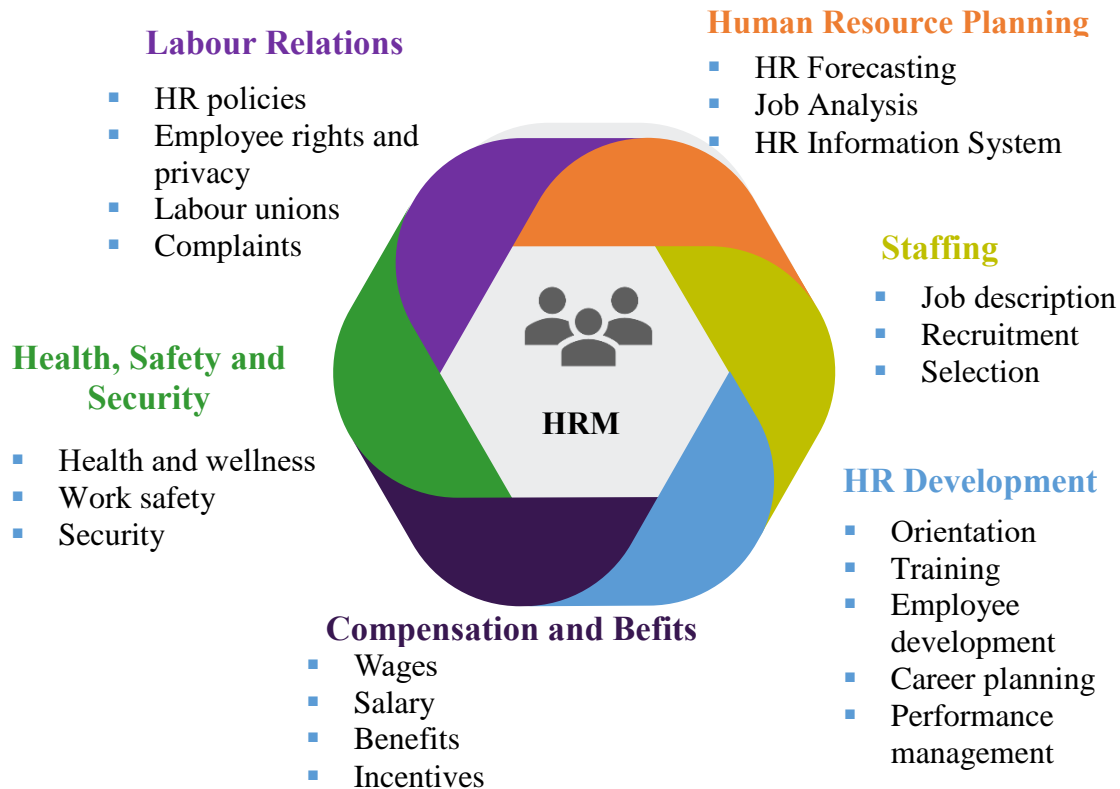 Human Resource Planning
HR Forecasting
Job Analysis
HR Information System
Staffing
Job description
Recruitment
Selection
HR Development
Orientation
Training
Employee
development
Career planning
Performance
management
Compensation and Befits
Wages
Salary
Benefits
Incentives
Health, Safety and
Security
Health and wellness
Work safety
Security
Labour Relations
HR policies
Employee rights and
privacy
Labour unions
Complaints
HRM